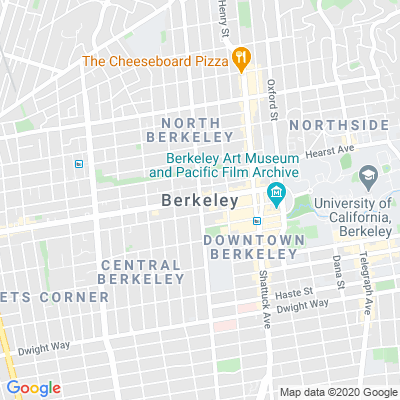 Henry St
The Cheeseboard Pizza
Oxford St
NORTH
BERKELEY
NORTHSIDE
Hearst Ave
Berkeley Art Museum
and Pacific Film Archive
Berkeley
University of
California,
Berkeley
DOWNTOWN
BERKELEY
CENTRAL
BERKELEY
Shattuck Ave
Dana St
Telegraph Ave
ETS CORNER
Haste St
Dwight Way
Dwight Way
Google
Map data ©2020 Google